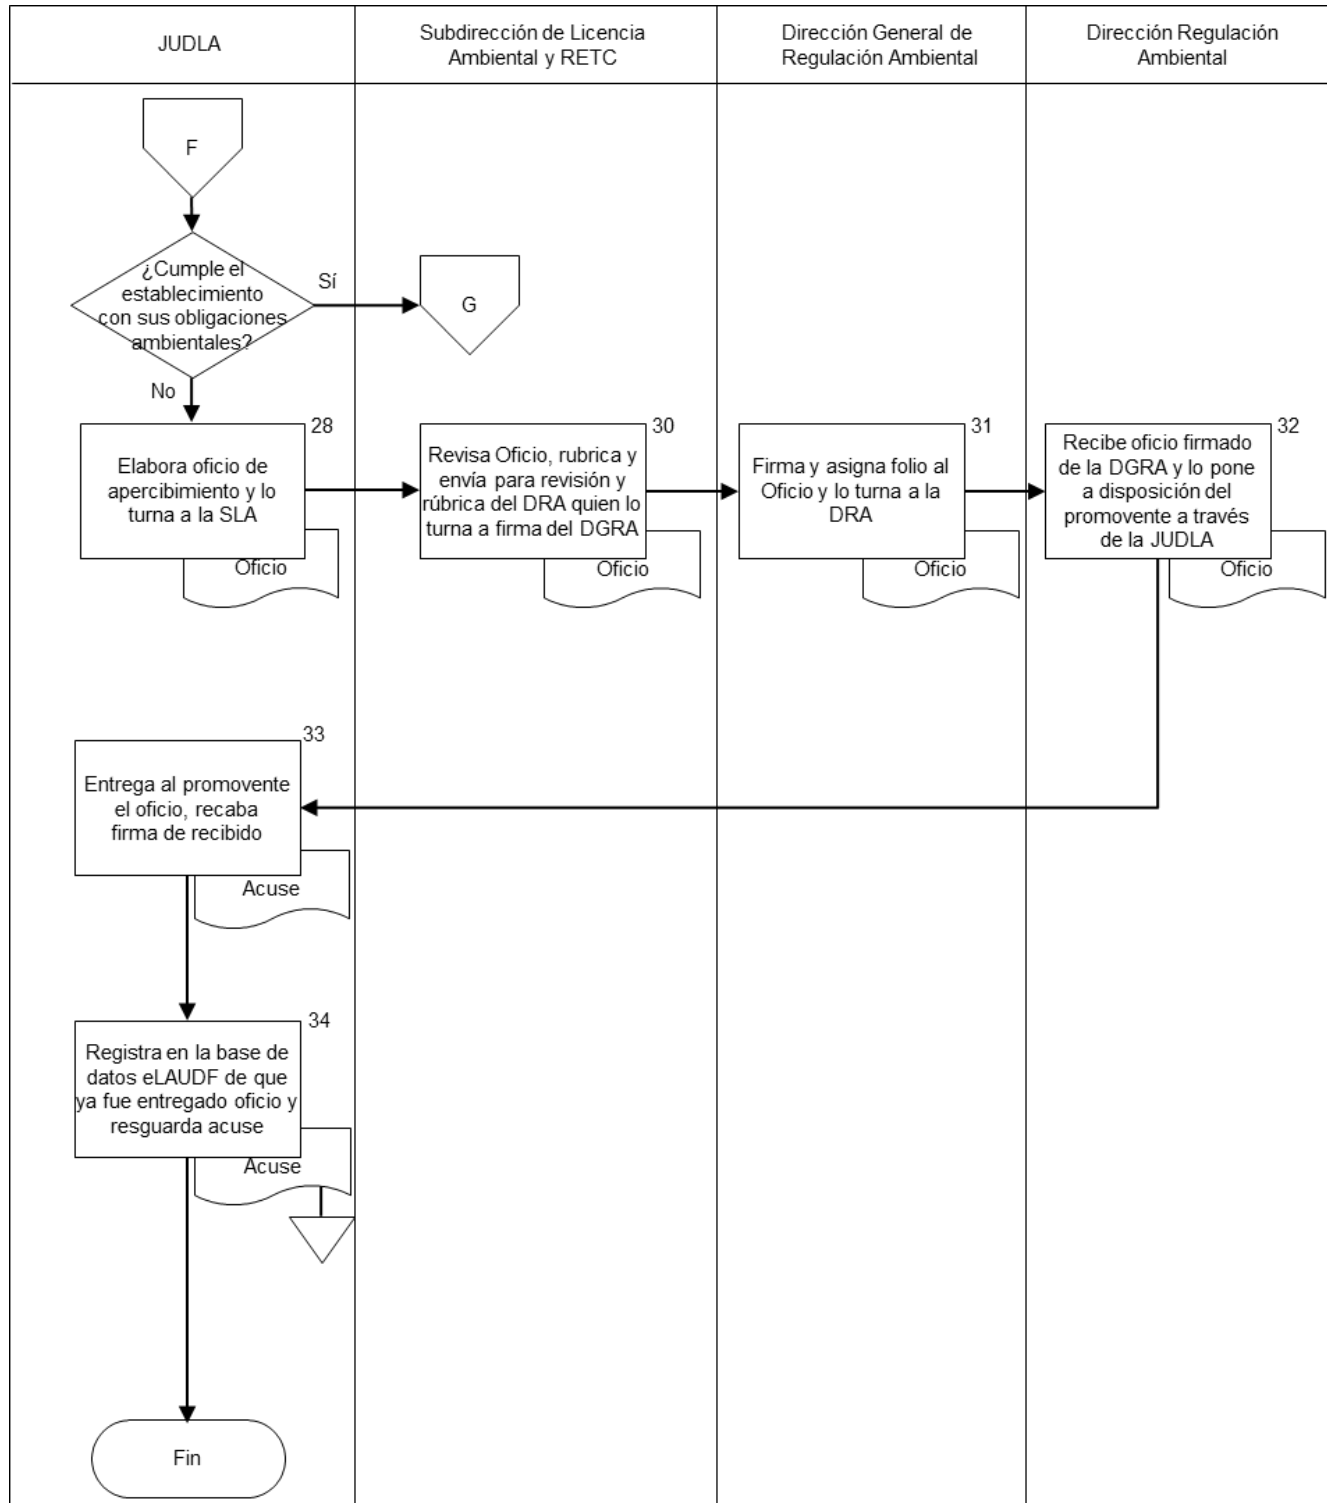 JUDLA
Subdirección de Licencia
Ambiental y RETC
Dirección General de
Regulación Ambiental
Dirección Regulación
Ambiental
F
¿Cumple el
establecimiento
con sus obligaciones
ambientales?
Sí
G
No
28
Elabora oficio de
apercibimiento y lo
turna a la SLA
Oficio
30
Revisa Oficio, rubrica y
envía para revisión y
rúbrica del DRA quien lo
turna a firma del DGRA
Oficio
31
Firma y asigna folio al
Oficio y lo turna a la
DRA
Oficio
32
Recibe oficio firmado
de la DGRA y lo pone
a disposición del
promovente a través
de la JUDLA
Oficio
33
Entrega al promovente
el oficio, recaba
firma de recibido
Acuse
34
Registra en la base de
datos eLAUDF de que
ya fue entregado oficio y
resguarda acuse
Acuse
Fin